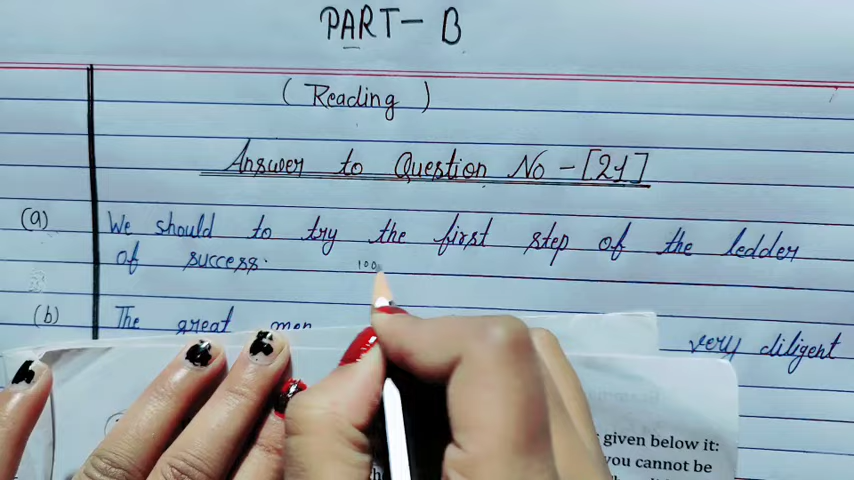 PART- B
( Reading )
Answer to Question No - [21]
(a) We should to try the first step of the ledder
of success.
100
(b) The great men very diligent
given below it:
you cannot be